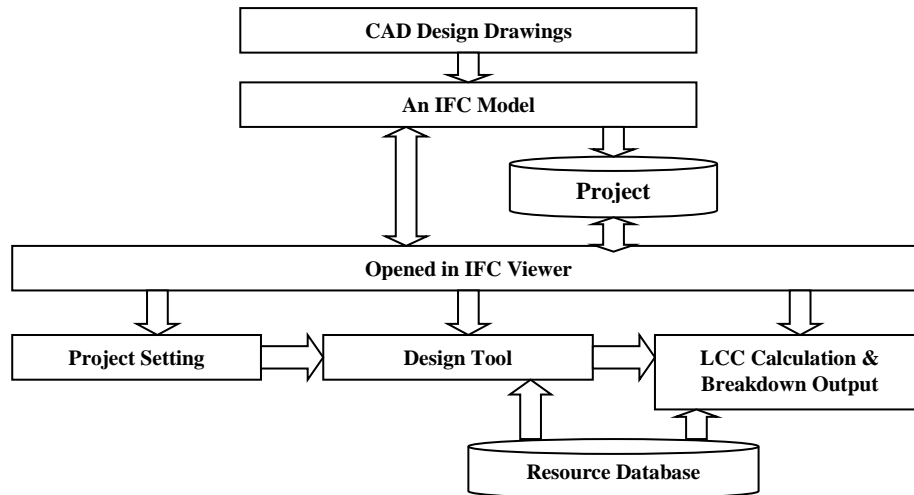 CAD Design Drawings
An IFC Model
Project
Opened in IFC Viewer
Project Setting
Design Tool
LCC Calculation &
Breakdown Output
Resource Database